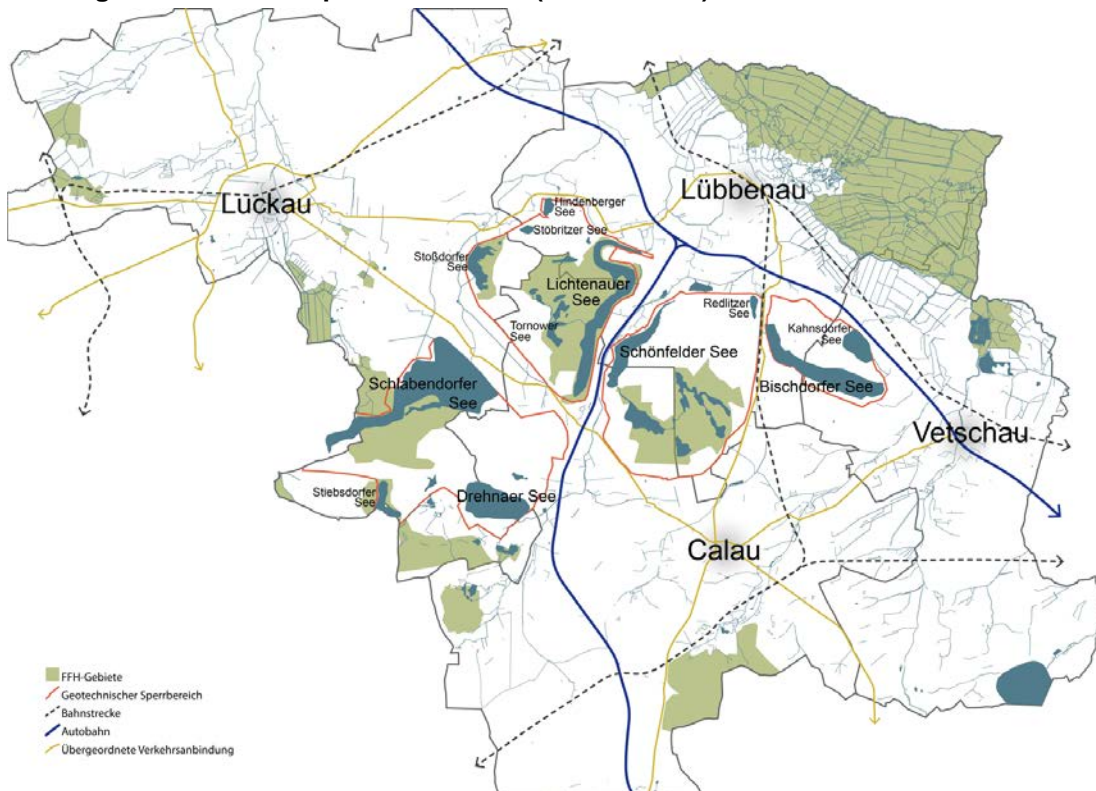 Lübbenau
Luckau
Hindenberger
See
Stöbritzer See
Stoßdorfer
See
Lichtenauer
See
Redlitzer
See
Tornower
See
Kahnsdorfer
See
Schönfelder See
Schlabendorfer
See
Bischdorfer See
Vetschau
Stiebsdorfer
See
Drehnaer See
Calau
FFH-Gebiete
Geotechnischer Sperrbereich
Bahnstrecke
Autobahn
Übergeordnete Verkehrsanbindung